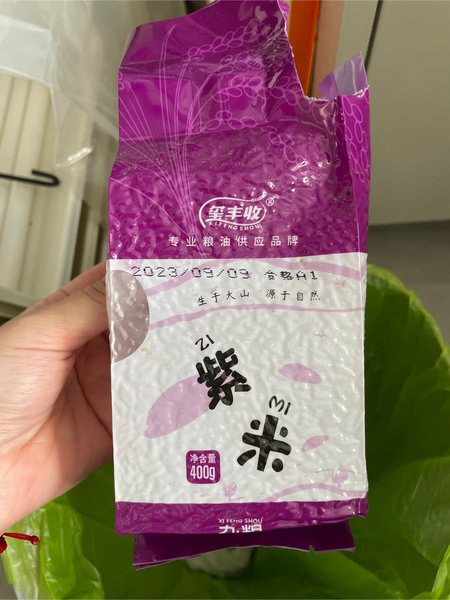 玺丰收®
XIFENGSHOU
专业粮油供应品牌
2023/09/09 合格A1
生于大山 源于自然
ZI
紫
MI
米
净含量
400g
XI FENG SHOU